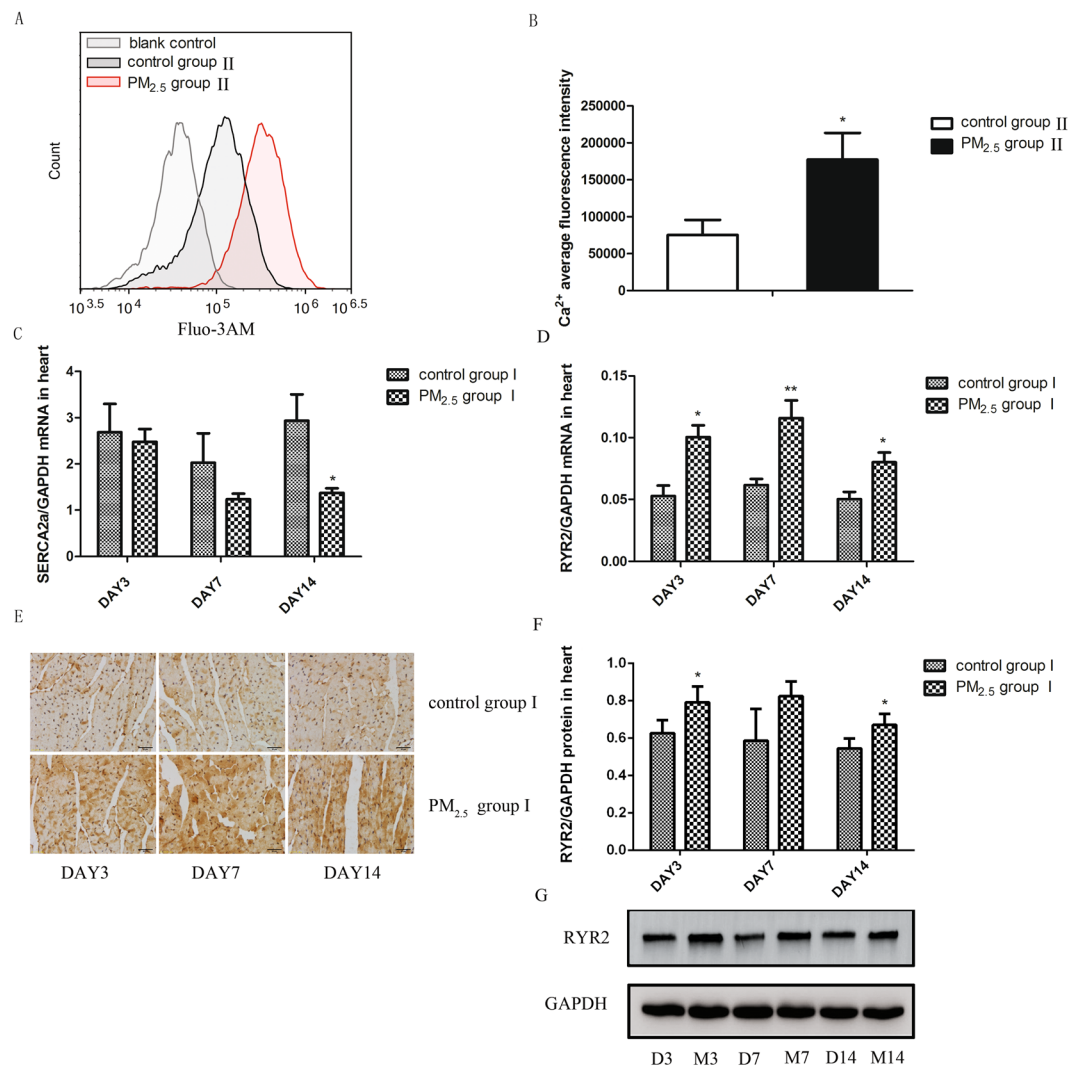 A
blank control
control group II
PM2.5 group II
Count
10^3.5 10^4 10^5 10^6 10^6.5
Fluo-3AM
B
Ca2+ average fluorescence intensity
250000
200000
150000
100000
50000
0
*
control group II
PM2.5 group II
C
SERCA2a/GAPDH mRNA in heart
4
3
2
1
0
*
DAY3 DAY7 DAY14
control group I
PM2.5 group I
D
RYR2/GAPDH mRNA in heart
0.15
0.10
0.05
0.00
* ** *
DAY3 DAY7 DAY14
control group I
PM2.5 group I
E
control group I
PM2.5 group I
DAY3 DAY7 DAY14
F
RYR2/GAPDH protein in heart
1.0
0.8
0.6
0.4
0.2
0.0
* *
DAY3 DAY7 DAY14
control group I
PM2.5 group I
G
RYR2
GAPDH
D3 M3 D7 M7 D14 M14